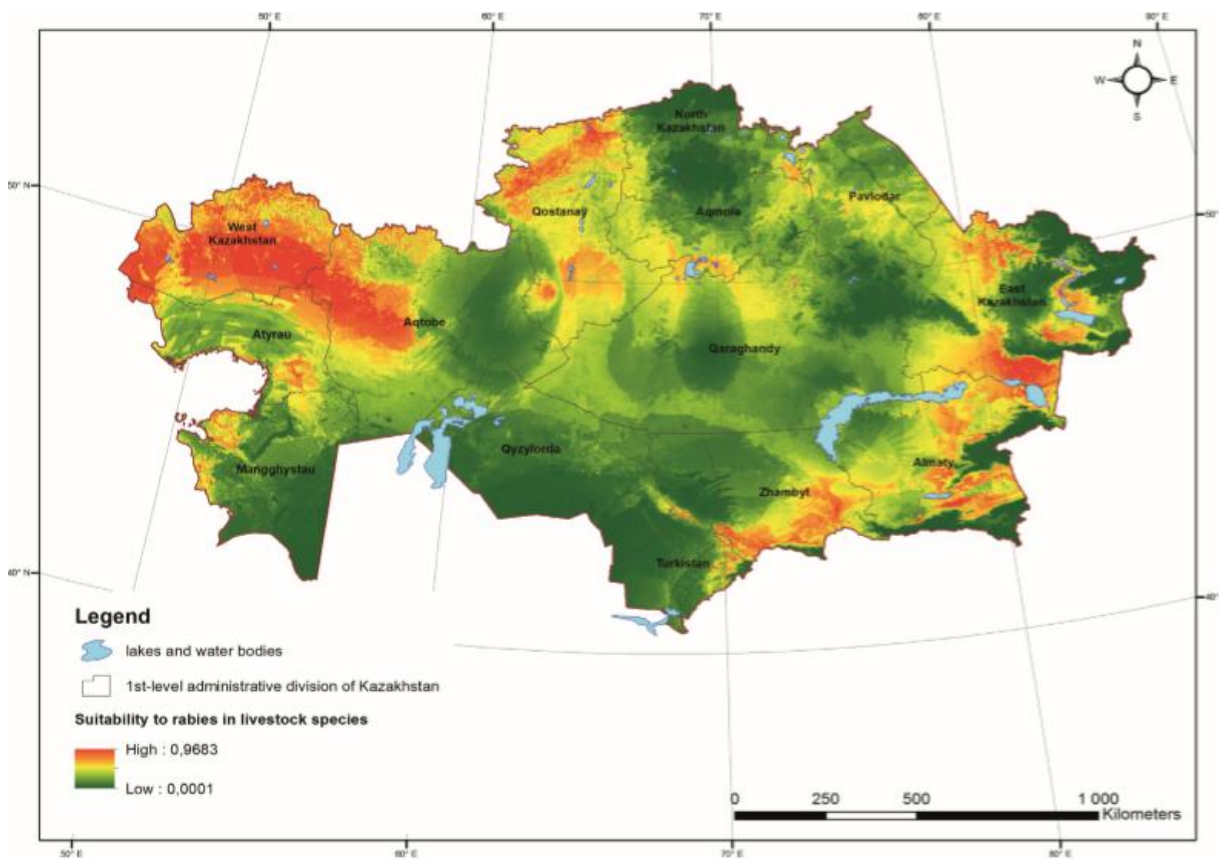 50° E
60° E
70° E
80° E
90° E
N
W E
S
North
Kazakhstan
50° N
Pavlodar
Qostanay
Aqmola
50° N
West
Kazakhstan
East
Kazakhstan
Aqtobe
Atyrau
Qaraghandy
Qyzylorda
Almaty
Mangghystau
Zhambyl
Turkistan
40° N
40° N
Legend
lakes and water bodies
1st-level administrative division of Kazakhstan
Suitability to rabies in livestock species
High : 0,9683
Low : 0,0001
0 250 500 1 000
Kilometers
50° E
60° E
70° E
80° E